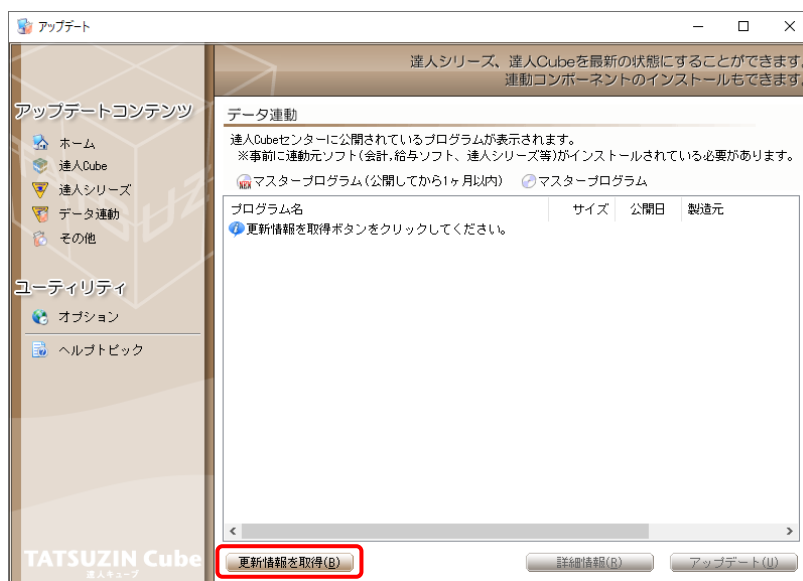 アップデート
達人シリーズ、達人Cubeを最新の状態にすることができます。
連動コンポーネントのインストールもできます。
アップデートコンテンツ
ホーム
達人Cube
達人シリーズ
データ連動
その他
ユーティリティ
オプション
ヘルプトピック
TATSUZIN Cube
達人キューブ
データ連動
達人Cubeセンターに公開されているプログラムが表示されます。
※事前に連動元ソフト(会計,給与ソフト、達人シリーズ等)がインストールされている必要があります。
マスタープログラム(公開してから1ヶ月以内) マスタープログラム
プログラム名 サイズ 公開日 製造元
更新情報を取得ボタンをクリックしてください。
更新情報を取得(B) 詳細情報(R) アップデート(U)